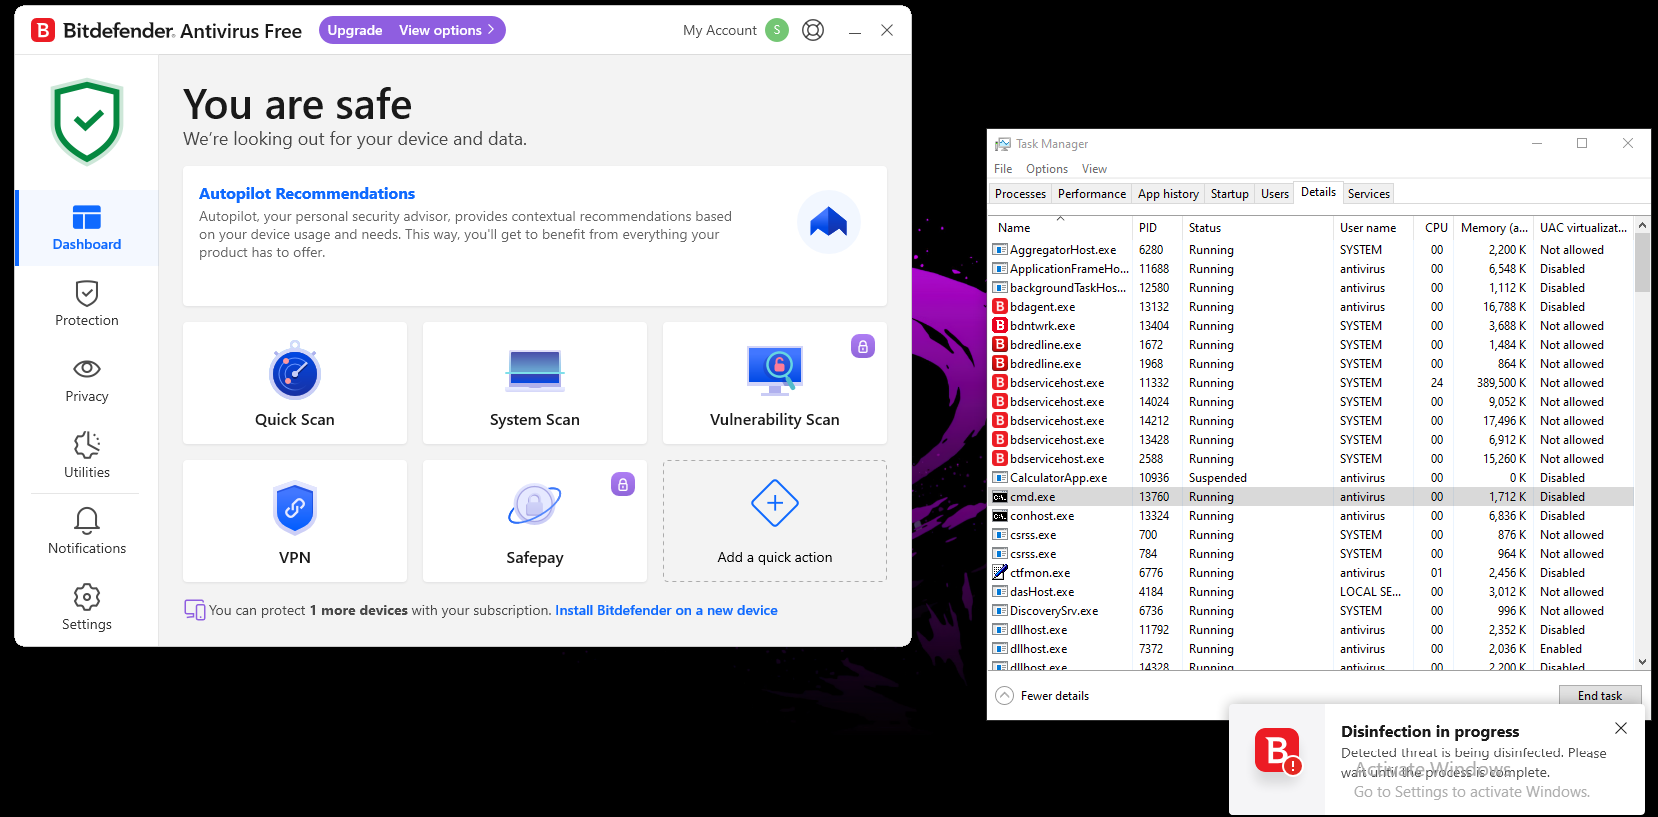 B Bitdefender Antivirus Free Upgrade View options My Account S
You are safe
We're looking out for your device and data.
Autopilot Recommendations
Autopilot, your personal security advisor, provides contextual recommendations based
on your device usage and needs. This way, you'll get to benefit from everything your
product has to offer.
Dashboard
Protection
Privacy
Utilities
Notifications
Settings
Quick Scan
System Scan
Vulnerability Scan
VPN
Safepay
Add a quick action
You can protect 1 more devices with your subscription. Install Bitdefender on a new device
Task Manager
File Options View
Processes Performance App history Startup Users Details Services
Name PID Status User name CPU Memory (a... UAC virtualizat...
AggregatorHost.exe 6280 Running SYSTEM 00 2,200 K Not allowed
ApplicationFrameHo... 11688 Running antivirus 00 6,548 K Disabled
backgroundTaskHos... 12580 Running antivirus 00 1,112 K Disabled
B bdagent.exe 13132 Running antivirus 00 16,788 K Disabled
B bdntwrk.exe 13404 Running SYSTEM 00 3,688 K Not allowed
B bdredline.exe 1672 Running SYSTEM 00 1,484 K Not allowed
B bdredline.exe 1968 Running SYSTEM 00 864 K Not allowed
B bdservicehost.exe 11332 Running SYSTEM 24 389,500 K Not allowed
B bdservicehost.exe 14024 Running SYSTEM 00 9,052 K Not allowed
B bdservicehost.exe 14212 Running SYSTEM 00 17,496 K Not allowed
B bdservicehost.exe 13428 Running SYSTEM 00 6,912 K Not allowed
B bdservicehost.exe 2588 Running SYSTEM 00 15,260 K Not allowed
CalculatorApp.exe 10936 Suspended antivirus 00 0 K Disabled
cmd.exe 13760 Running antivirus 00 1,712 K Disabled
conhost.exe 13324 Running antivirus 00 6,836 K Disabled
csrss.exe 700 Running SYSTEM 00 876 K Not allowed
csrss.exe 784 Running SYSTEM 00 964 K Not allowed
ctfmon.exe 6776 Running antivirus 01 2,456 K Disabled
dasHost.exe 4184 Running LOCAL SE... 00 3,012 K Not allowed
DiscoverySrv.exe 6736 Running SYSTEM 00 996 K Not allowed
dllhost.exe 11792 Running antivirus 00 2,352 K Disabled
dllhost.exe 7372 Running antivirus 00 2,036 K Enabled
dllhost.exe 14328 Running antivirus 00 2,200 K Disabled
Fewer details End task
B !
Disinfection in progress
Detected threat is being disinfected. Please
wait until the process is complete.
Activate Windows
Go to Settings to activate Windows.